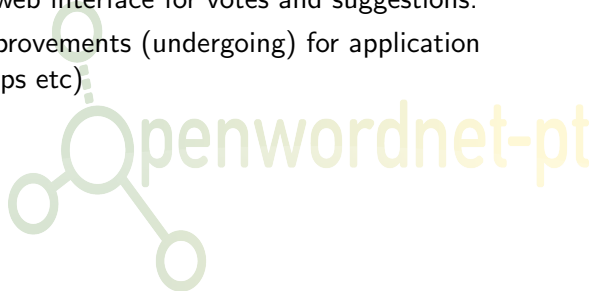 web interface for votes and suggestions.
provements (undergoing) for application
ps etc)
openwordnet-pt